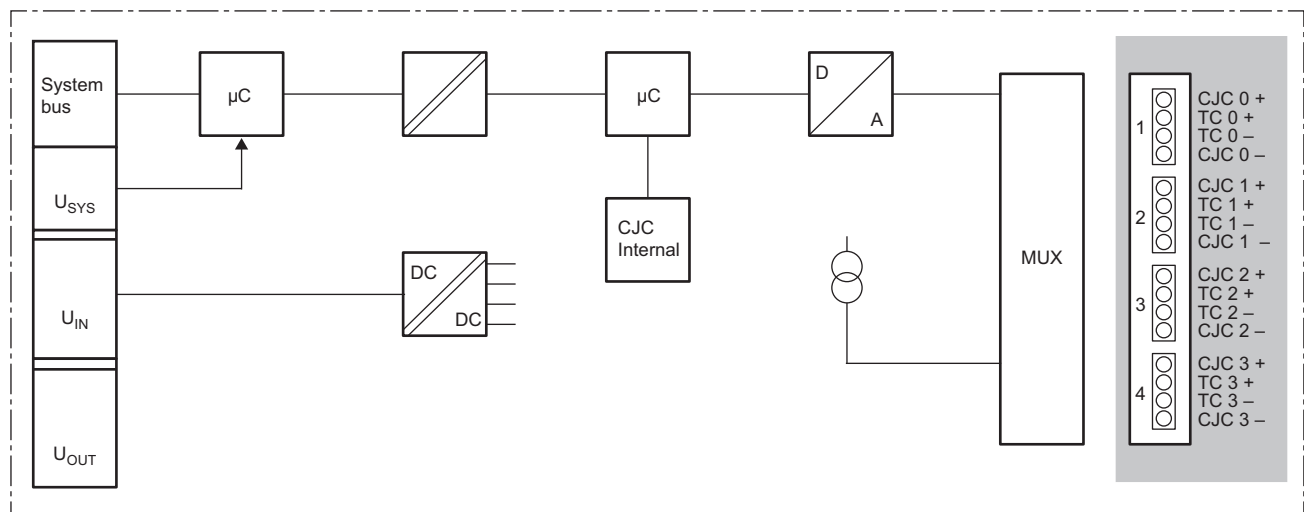 System
bus
µC
µC
D
A
U_SYS
CJC
Internal
DC
DC
U_IN
U_OUT
MUX
1
CJC 0 +
TC 0 +
TC 0 –
CJC 0 –
2
CJC 1 +
TC 1 +
TC 1 –
CJC 1 –
3
CJC 2 +
TC 2 +
TC 2 –
CJC 2 –
4
CJC 3 +
TC 3 +
TC 3 –
CJC 3 –